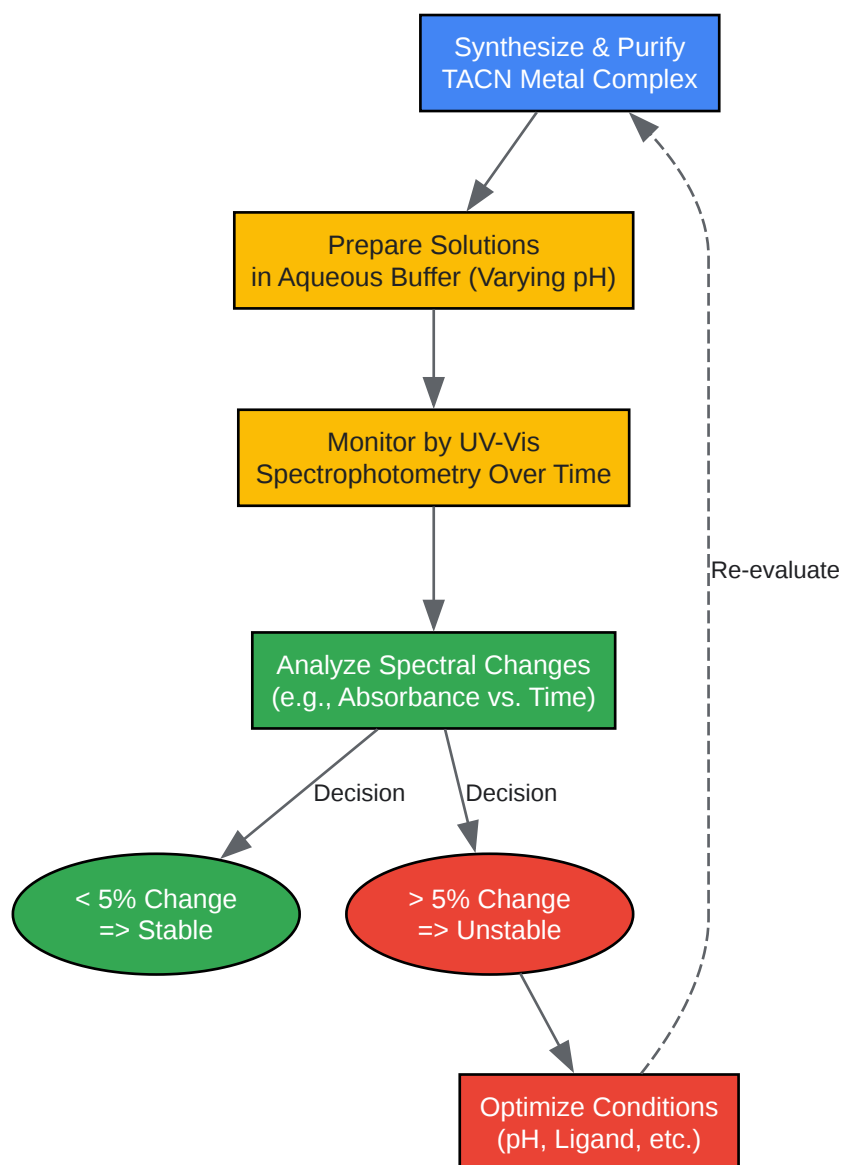 Synthesize & Purify
TACN Metal Complex
Prepare Solutions
in Aqueous Buffer (Varying pH)
Monitor by UV-Vis
Spectrophotometry Over Time
Re-evaluate
Analyze Spectral Changes
(e.g., Absorbance vs. Time)
Decision
Decision
< 5% Change
=> Stable
> 5% Change
=> Unstable
Optimize Conditions
(pH, Ligand, etc.)